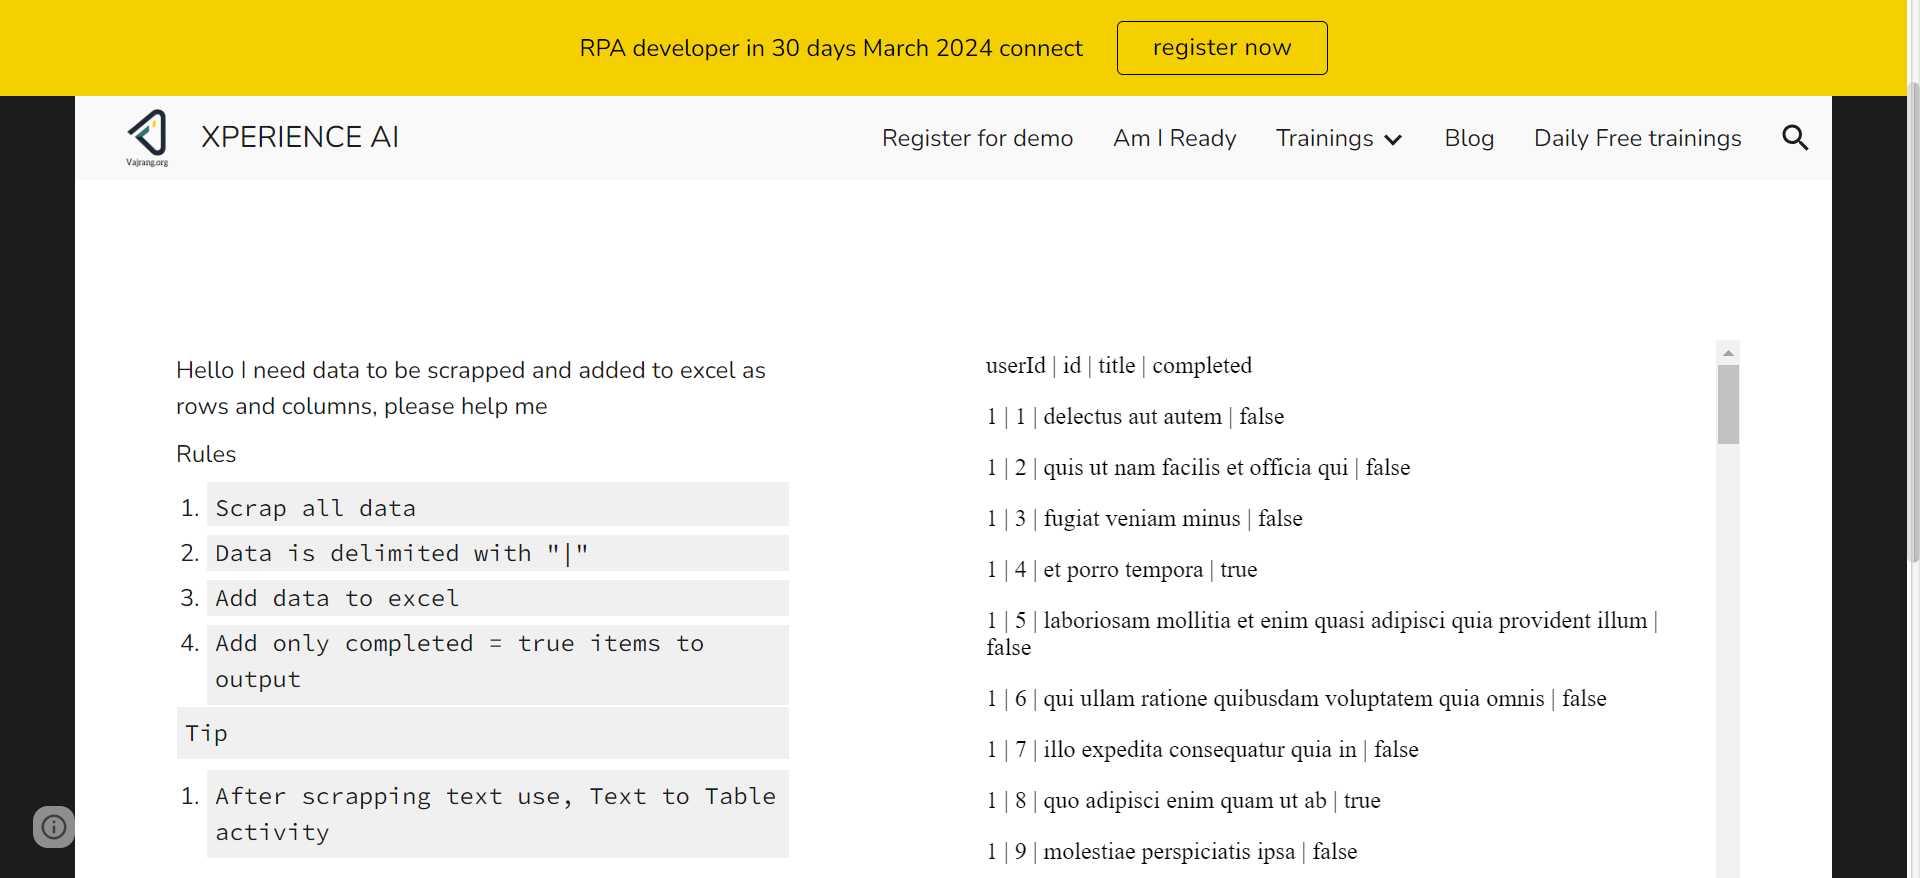 RPA developer in 30 days March 2024 connect
register now
Vajrang.org
XPERIENCE AI
Register for demo
Am I Ready
Trainings
Blog
Daily Free trainings
Hello I need data to be scrapped and added to excel as
rows and columns, please help me
Rules
1. Scrap all data
2. Data is delimited with "|"
3. Add data to excel
4. Add only completed = true items to
output
Tip
1. After scrapping text use, Text to Table
activity
userId | id | title | completed
1 | 1 | delectus aut autem | false
1 | 2 | quis ut nam facilis et officia qui | false
1 | 3 | fugiat veniam minus | false
1 | 4 | et porro tempora | true
1 | 5 | laboriosam mollitia et enim quasi adipisci quia provident illum |
false
1 | 6 | qui ullam ratione quibusdam voluptatem quia omnis | false
1 | 7 | illo expedita consequatur quia in | false
1 | 8 | quo adipisci enim quam ut ab | true
1 | 9 | molestiae perspiciatis ipsa | false